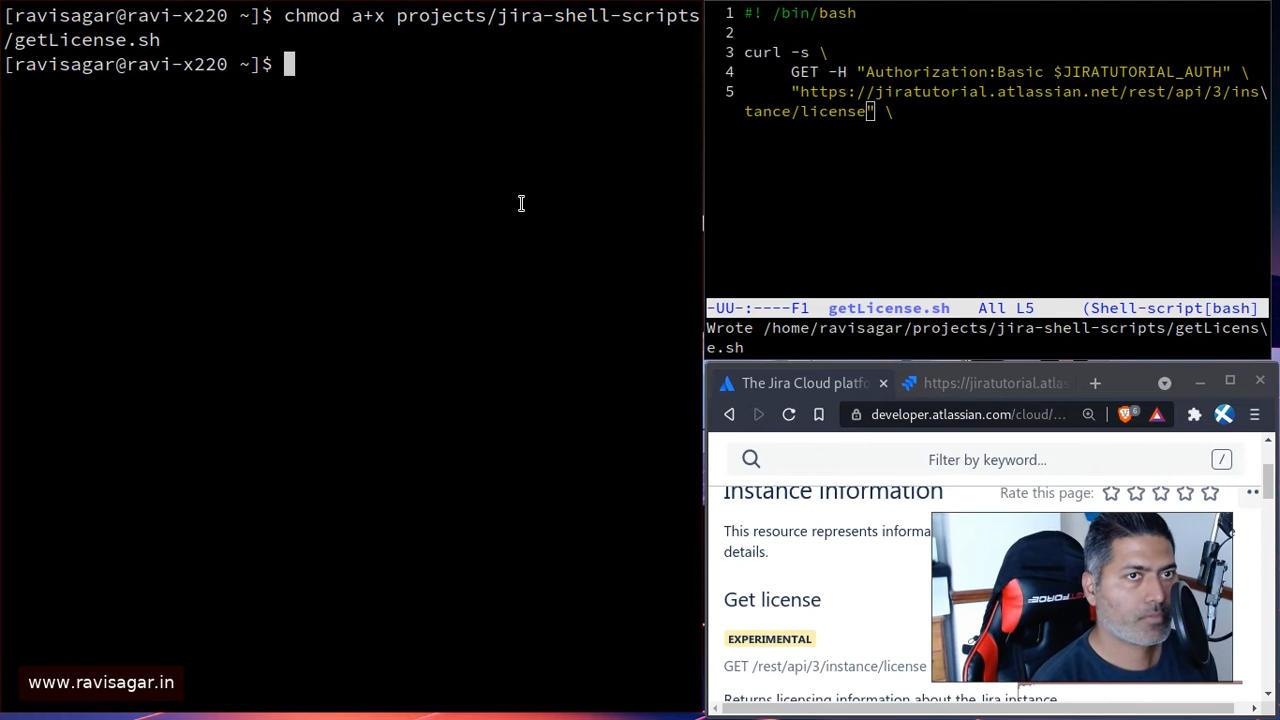 [ravisagar@ravi-x220 ~]$ chmod a+x projects/jira-shell-scripts
/getLicense.sh
[ravisagar@ravi-x220 ~]$
1 #! /bin/bash
2
3 curl -s \
4 GET -H "Authorization:Basic $JIRATUTORIAL_AUTH" \
5 "https://jiratutorial.atlassian.net/rest/api/3/ins\
tance/license" \
-UU-:----F1 getLicense.sh All L5 (Shell-script[bash]
Wrote /home/ravisagar/projects/jira-shell-scripts/getLicens\
e.sh
The Jira Cloud platfo
https://jiratutorial.atlas
developer.atlassian.com/cloud/...
6
Filter by keyword...
/
Instance information
Rate this page:
This resource represents informa
details.
Get license
EXPERIMENTAL
GET /rest/api/3/instance/license
Returns licensing information about the Jira instance.
www.ravisagar.in